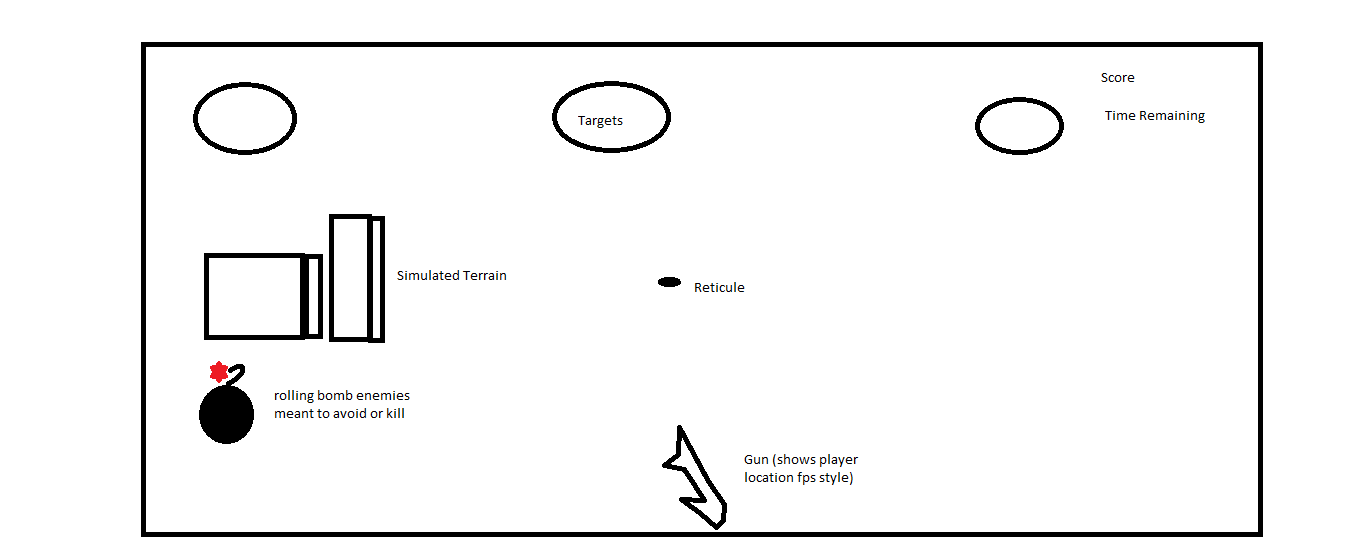 Score
Targets
Time Remaining
Simulated Terrain
Reticule
rolling bomb enemies
meant to avoid or kill
Gun (shows player
location fps style)